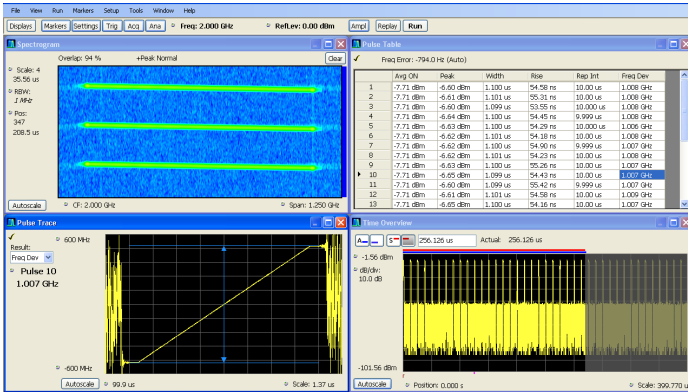 File View Run Markers Setup Tools Window Help
Displays Markers Settings Trig Acq Ana Freq: 2.000 GHz RefLev: 0.00 dBm Ampl Replay Run
Spectrogram
Overlap: 94 % +Peak Normal Clear
Scale: 4
35.56 us
RBW:
1 MHz
Pos:
347
208.5 us
Autoscale CF: 2.000 GHz Span: 1.250 GHz
Pulse Table
Freq Error: -794.0 Hz (Auto)
Avg ON Peak Width Rise Rep Int Freq Dev
1 -7.71 dBm -6.60 dBm 1.100 us 54.58 ns 10.00 us 1.008 GHz
2 -7.71 dBm -6.61 dBm 1.101 us 55.31 ns 10.00 us 1.008 GHz
3 -7.71 dBm -6.60 dBm 1.099 us 53.55 ns 10.000 us 1.008 GHz
4 -7.71 dBm -6.64 dBm 1.100 us 54.45 ns 9.999 us 1.008 GHz
5 -7.71 dBm -6.63 dBm 1.100 us 54.29 ns 10.000 us 1.008 GHz
6 -7.71 dBm -6.62 dBm 1.101 us 54.18 ns 10.00 us 1.008 GHz
7 -7.71 dBm -6.62 dBm 1.100 us 54.90 ns 9.999 us 1.007 GHz
8 -7.71 dBm -6.62 dBm 1.101 us 54.23 ns 10.00 us 1.008 GHz
9 -7.71 dBm -6.63 dBm 1.100 us 55.26 ns 10.00 us 1.007 GHz
10 -7.71 dBm -6.65 dBm 1.099 us 54.43 ns 10.00 us 1.007 GHz
11 -7.71 dBm -6.60 dBm 1.099 us 55.42 ns 9.999 us 1.007 GHz
12 -7.71 dBm -6.61 dBm 1.101 us 54.58 ns 10.00 us 1.009 GHz
13 -7.71 dBm -6.65 dBm 1.100 us 54.16 ns 10.00 us 1.007 GHz
Pulse Trace
Result:
Freq Dev
Pulse 10
1.007 GHz
600 MHz
-600 MHz
Autoscale 99.9 us Scale: 1.37 us
Time Overview
256.126 us Actual: 256.126 us
-1.56 dBm
dB/div:
10.0 dB
-101.56 dBm
Autoscale Position: 0.000 s Scale: 399.770 u